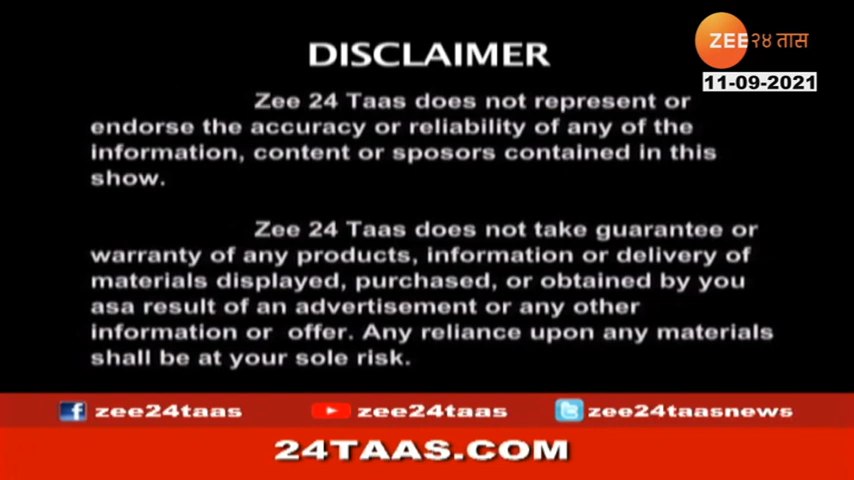 ZEE २४ तास
11-09-2021
DISCLAIMER
Zee 24 Taas does not represent or
endorse the accuracy or reliability of any of the
information, content or sposors contained in this
show.
Zee 24 Taas does not take guarantee or
warranty of any products, information or delivery of
materials displayed, purchased, or obtained by you
asa result of an advertisement or any other
information or offer. Any reliance upon any materials
shall be at your sole risk.
zee24taas zee24taas zee24taasnews
24TAAS.COM